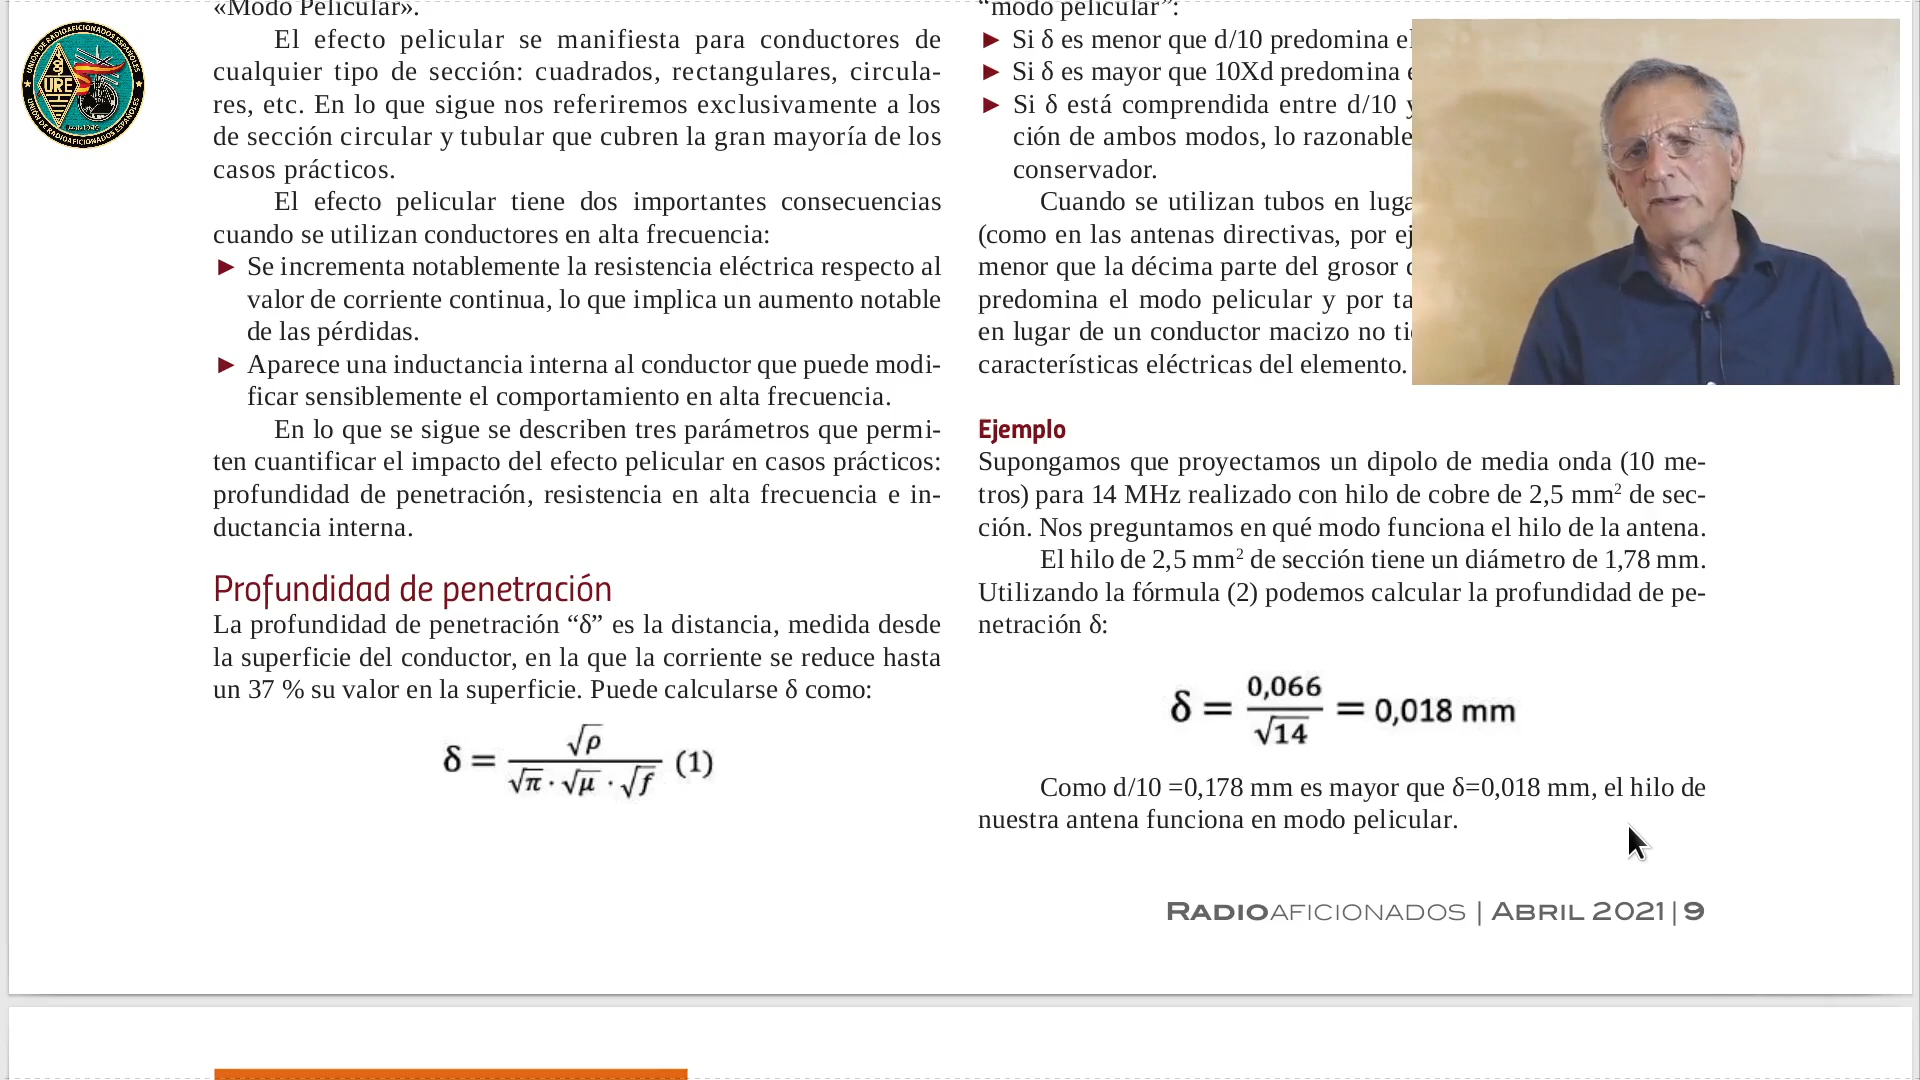 «Modo Pelicular».
El efecto pelicular se manifiesta para conductores de
cualquier tipo de sección: cuadrados, rectangulares, circula-
res, etc. En lo que sigue nos referiremos exclusivamente a los
de sección circular y tubular que cubren la gran mayoría de los
casos prácticos.
El efecto pelicular tiene dos importantes consecuencias
cuando se utilizan conductores en alta frecuencia:
► Se incrementa notablemente la resistencia eléctrica respecto al
valor de corriente continua, lo que implica un aumento notable
de las pérdidas.
► Aparece una inductancia interna al conductor que puede modi-
ficar sensiblemente el comportamiento en alta frecuencia.
En lo que se sigue se describen tres parámetros que permi-
ten cuantificar el impacto del efecto pelicular en casos prácticos:
profundidad de penetración, resistencia en alta frecuencia e in-
ductancia interna.
Profundidad de penetración
La profundidad de penetración “δ” es la distancia, medida desde
la superficie del conductor, en la que la corriente se reduce hasta
un 37 % su valor en la superficie. Puede calcularse δ como:
δ = √ρ / √π · √μ · √f (1)
“modo pelicular”:
► Si δ es menor que d/10 predomina el
► Si δ es mayor que 10Xd predomina
► Si δ está comprendida entre d/10 y
ción de ambos modos, lo razonable
conservador.
Cuando se utilizan tubos en luga
(como en las antenas directivas, por ej
menor que la décima parte del grosor
predomina el modo pelicular y por ta
en lugar de un conductor macizo no ti
características eléctricas del elemento.
Ejemplo
Supongamos que proyectamos un dipolo de media onda (10 me-
tros) para 14 MHz realizado con hilo de cobre de 2,5 mm² de sec-
ción. Nos preguntamos en qué modo funciona el hilo de la antena.
El hilo de 2,5 mm² de sección tiene un diámetro de 1,78 mm.
Utilizando la fórmula (2) podemos calcular la profundidad de pe-
netración δ:
δ = 0,066 / √14 = 0,018 mm
Como d/10 =0,178 mm es mayor que δ=0,018 mm, el hilo de
nuestra antena funciona en modo pelicular.
RADIOAFICIONADOS | ABRIL 2021 | 9
UNIÓN DE RADIOAFICIONADOS ESPAÑOLES
URE
UNIÓN DE RADIOAFICIONADOS ESPAÑOLES